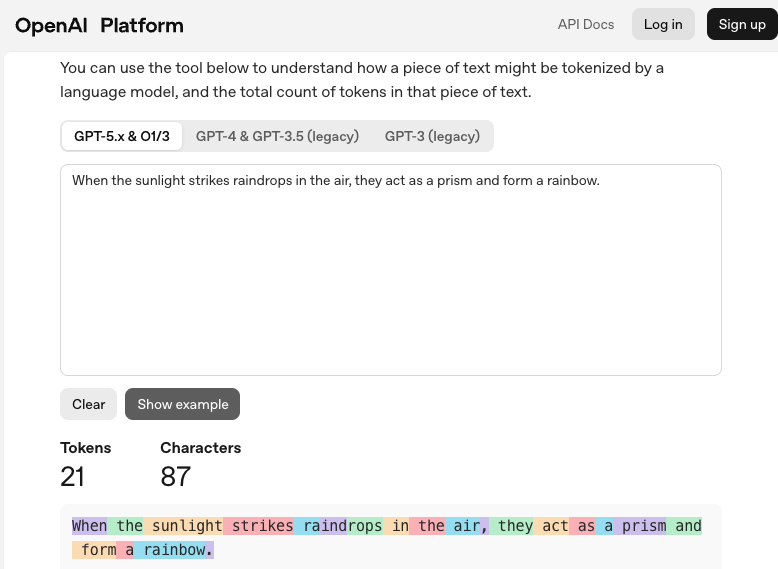 OpenAI Platform
API Docs
Log in
Sign up
You can use the tool below to understand how a piece of text might be tokenized by a
language model, and the total count of tokens in that piece of text.
GPT-5.x & O1/3
GPT-4 & GPT-3.5 (legacy)
GPT-3 (legacy)
When the sunlight strikes raindrops in the air, they act as a prism and form a rainbow.
Clear
Show example
Tokens
Characters
21
87
When the sunlight strikes raindrops in the air, they act as a prism and
form a rainbow.